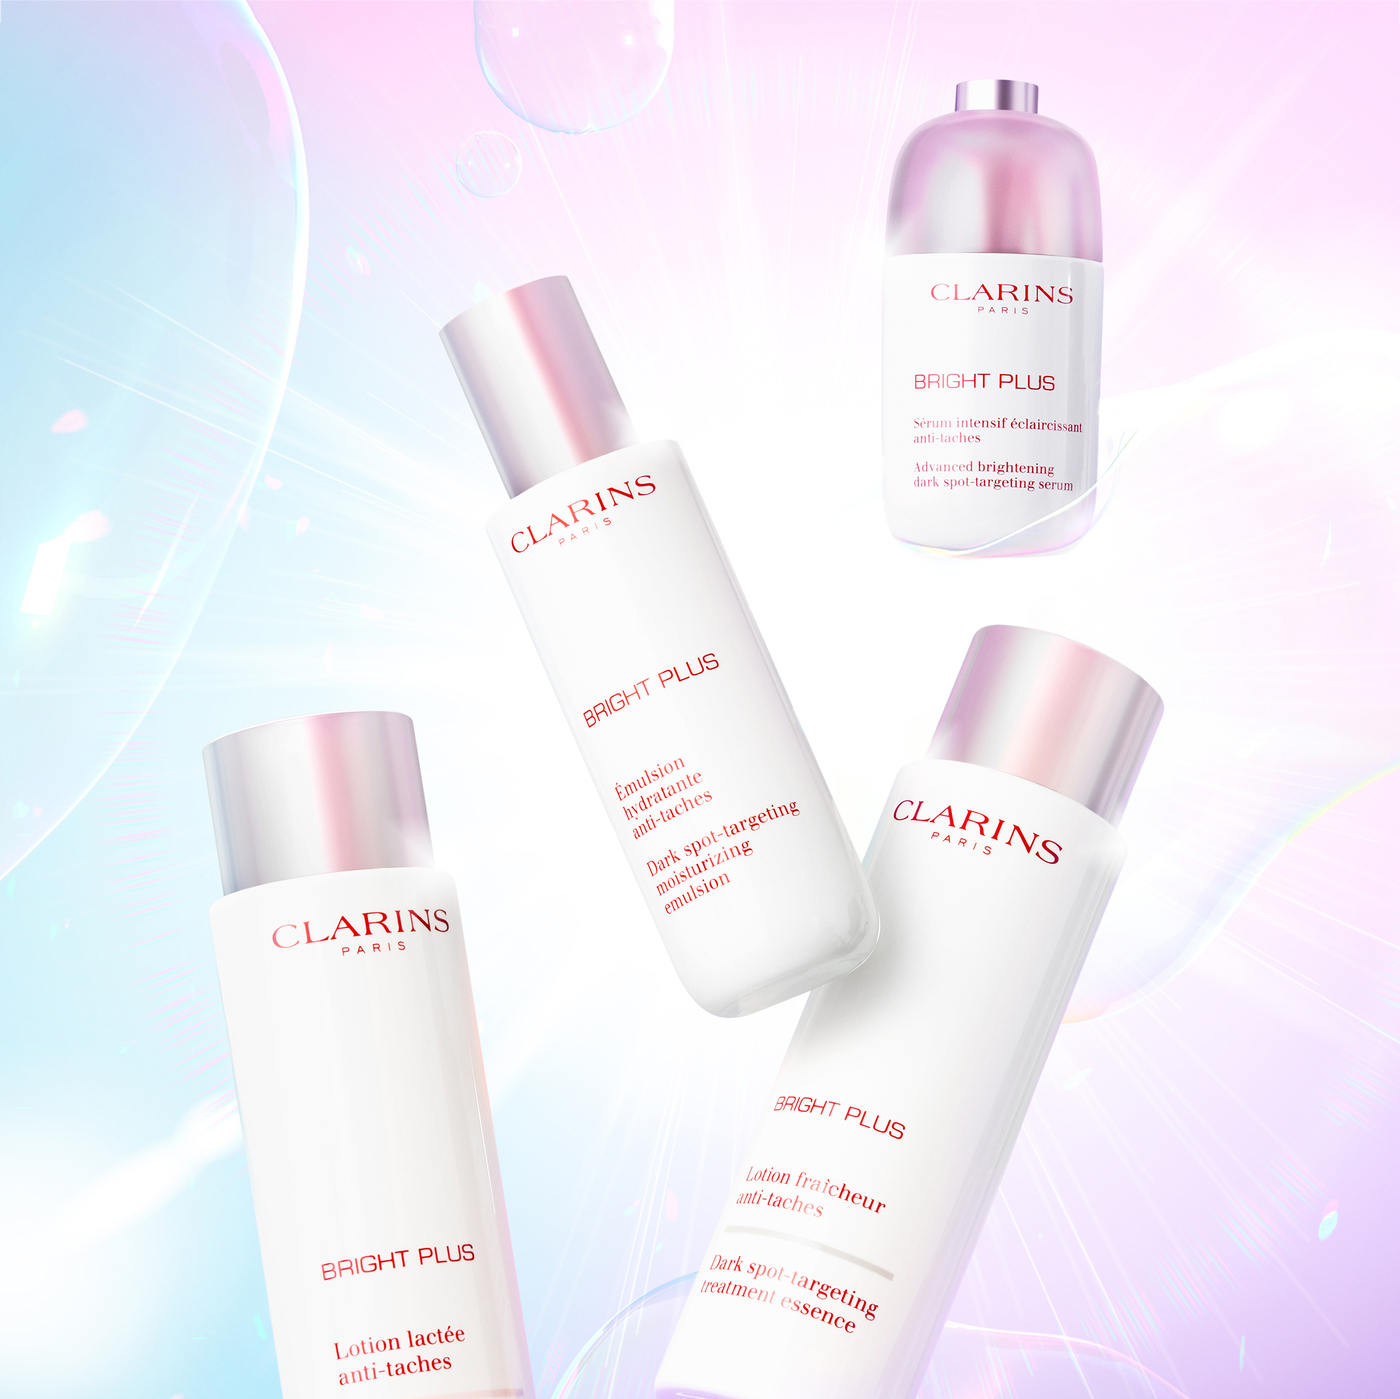 CLARINS
PARIS
BRIGHT PLUS
Sérum intensif éclaircissant
anti-taches
Advanced brightening
dark spot-targeting serum
CLARINS
PARIS
BRIGHT PLUS
Émulsion
hydratante
anti-taches
Dark spot-targeting
moisturizing
emulsion
CLARINS
PARIS
BRIGHT PLUS
Lotion fraîcheur
anti-taches
Dark spot-targeting
treatment essence
CLARINS
PARIS
BRIGHT PLUS
Lotion lactée
anti-taches